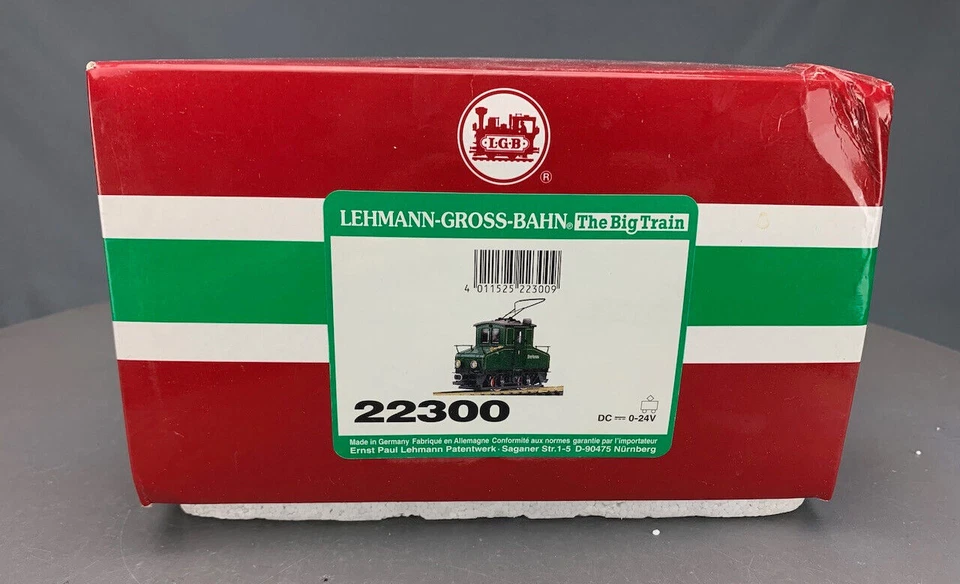 L·G·B
®
LEHMANN-GROSS-BAHN® The Big Train
4 011525 223009
22300
DC 0-24V
Made in Germany Fabriqué en Allemagne Conformité aux normes garantie par l'importateur
Ernst Paul Lehmann Patentwerk · Saganer Str.1-5 D-90475 Nürnberg